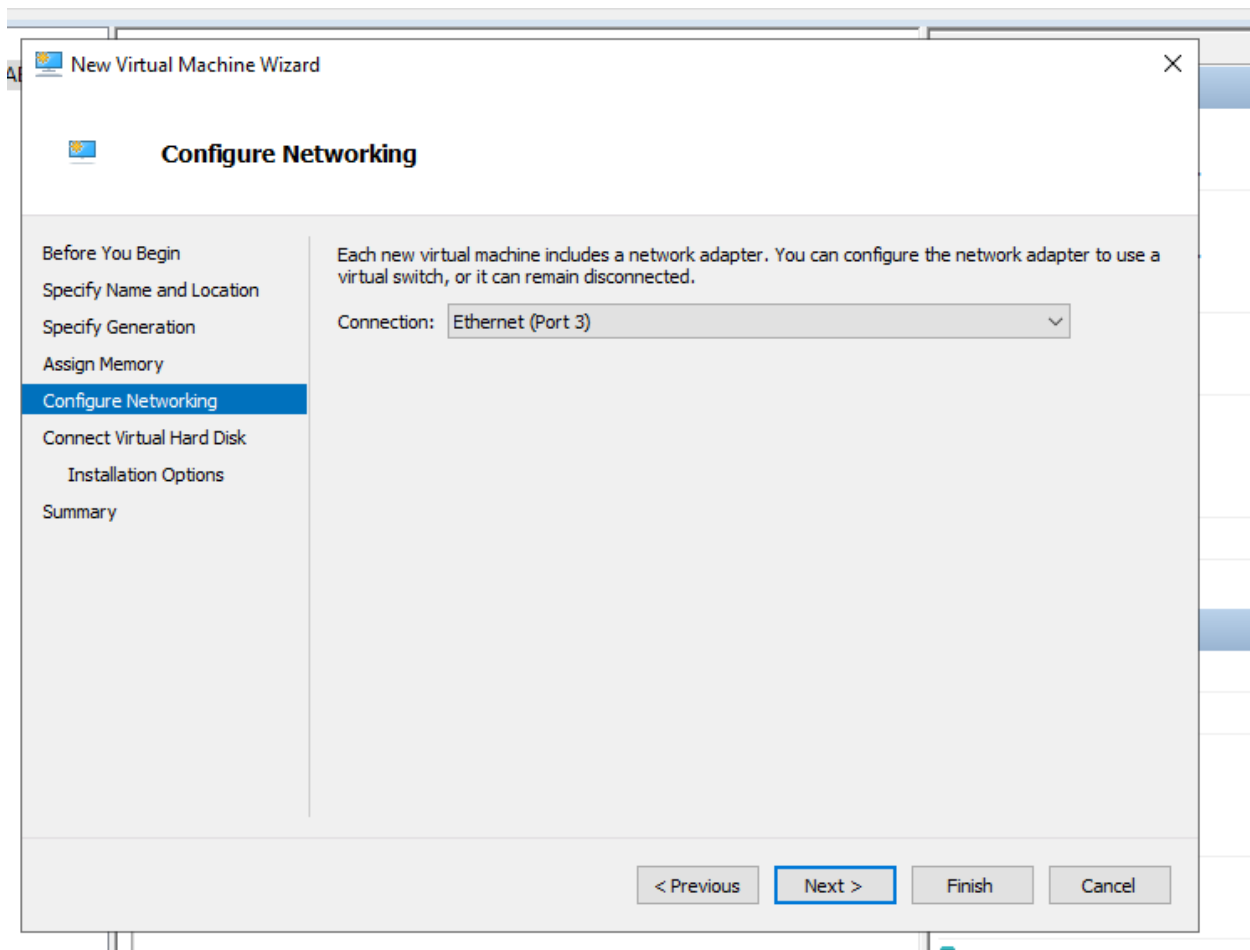 New Virtual Machine Wizard
Configure Networking
Before You Begin
Specify Name and Location
Specify Generation
Assign Memory
Configure Networking
Connect Virtual Hard Disk
Installation Options
Summary
Each new virtual machine includes a network adapter. You can configure the network adapter to use a
virtual switch, or it can remain disconnected.
Connection: Ethernet (Port 3)
< Previous
Next >
Finish
Cancel